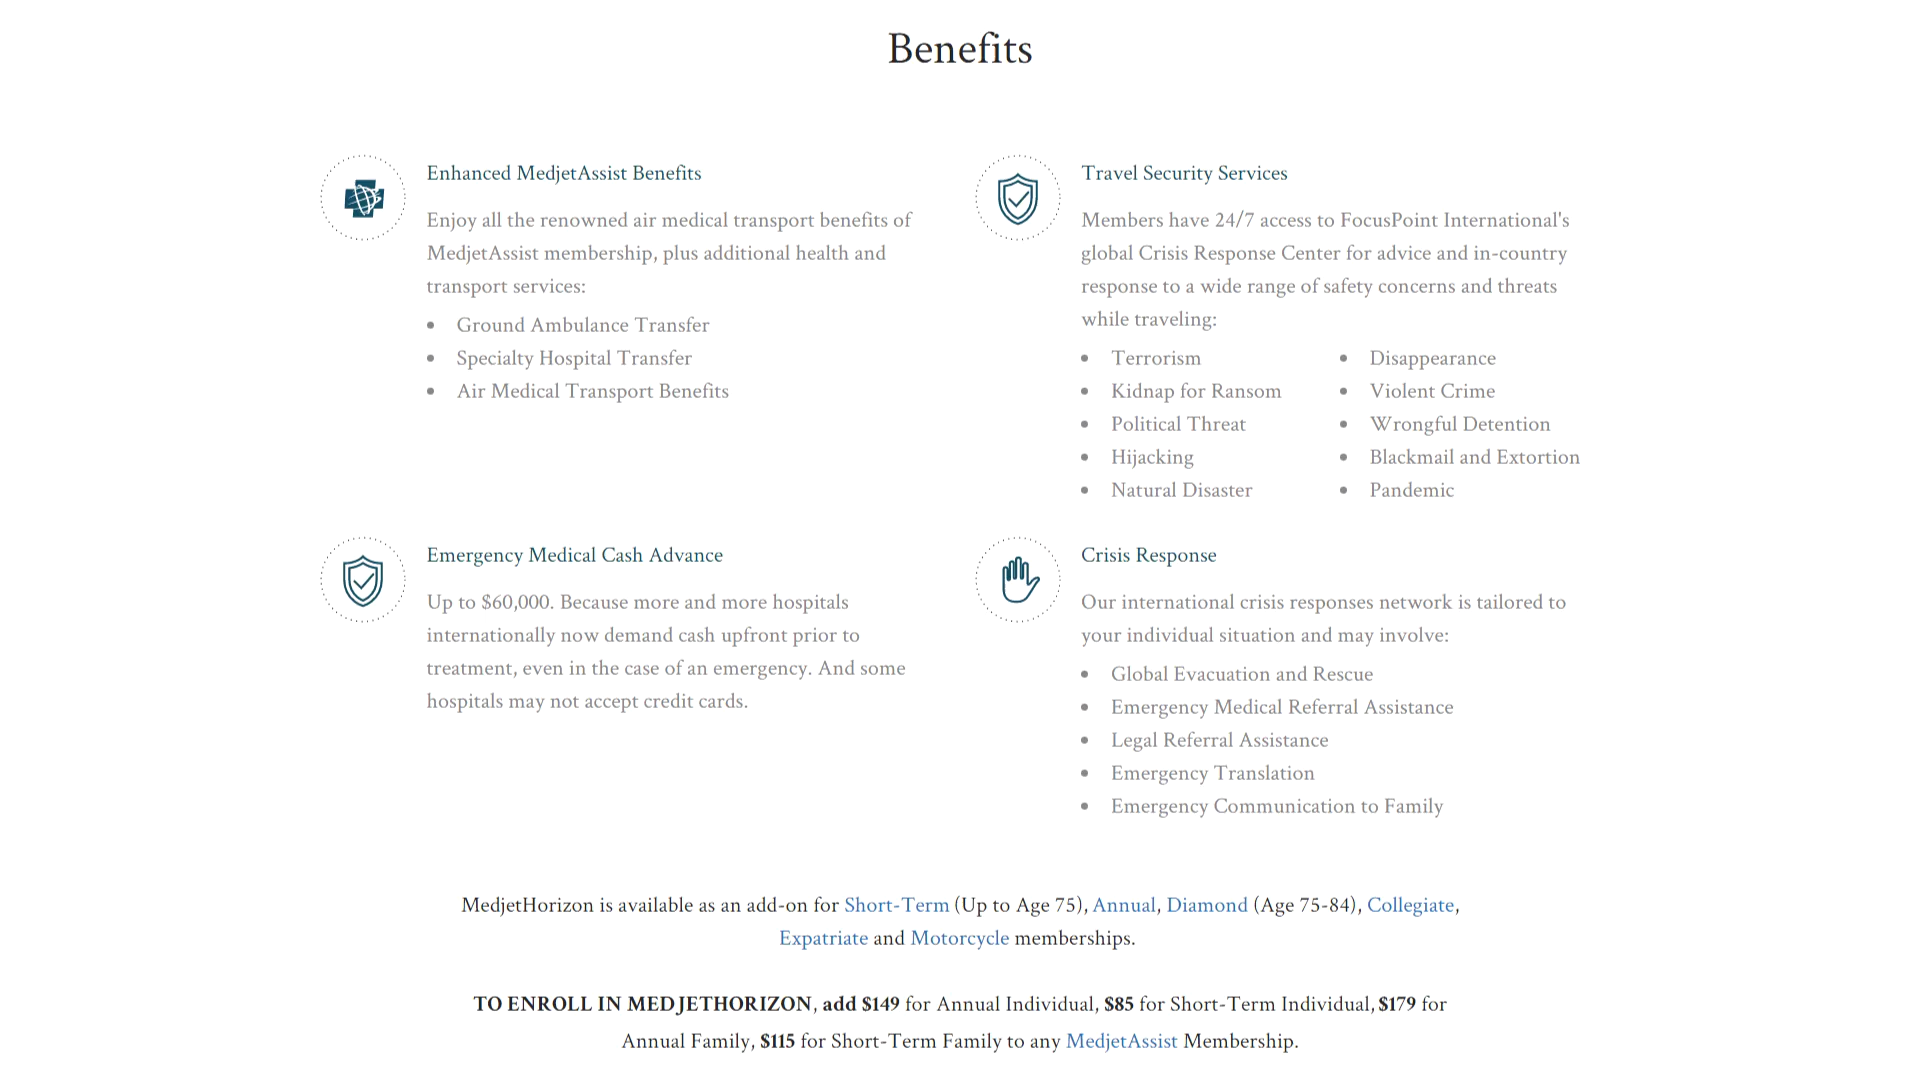 Benefits
Enhanced MedjetAssist Benefits
Enjoy all the renowned air medical transport benefits of
MedjetAssist membership, plus additional health and
transport services:
Ground Ambulance Transfer
Specialty Hospital Transfer
Air Medical Transport Benefits
Travel Security Services
Members have 24/7 access to FocusPoint International's
global Crisis Response Center for advice and in-country
response to a wide range of safety concerns and threats
while traveling:
Terrorism
Kidnap for Ransom
Political Threat
Hijacking
Natural Disaster
Disappearance
Violent Crime
Wrongful Detention
Blackmail and Extortion
Pandemic
Emergency Medical Cash Advance
Up to $60,000. Because more and more hospitals
internationally now demand cash upfront prior to
treatment, even in the case of an emergency. And some
hospitals may not accept credit cards.
Crisis Response
Our international crisis responses network is tailored to
your individual situation and may involve:
Global Evacuation and Rescue
Emergency Medical Referral Assistance
Legal Referral Assistance
Emergency Translation
Emergency Communication to Family
MedjetHorizon is available as an add-on for Short-Term (Up to Age 75), Annual, Diamond (Age 75-84), Collegiate,
Expatriate and Motorcycle memberships.
TO ENROLL IN MEDJETHORIZON, add $149 for Annual Individual, $85 for Short-Term Individual, $179 for
Annual Family, $115 for Short-Term Family to any MedjetAssist Membership.